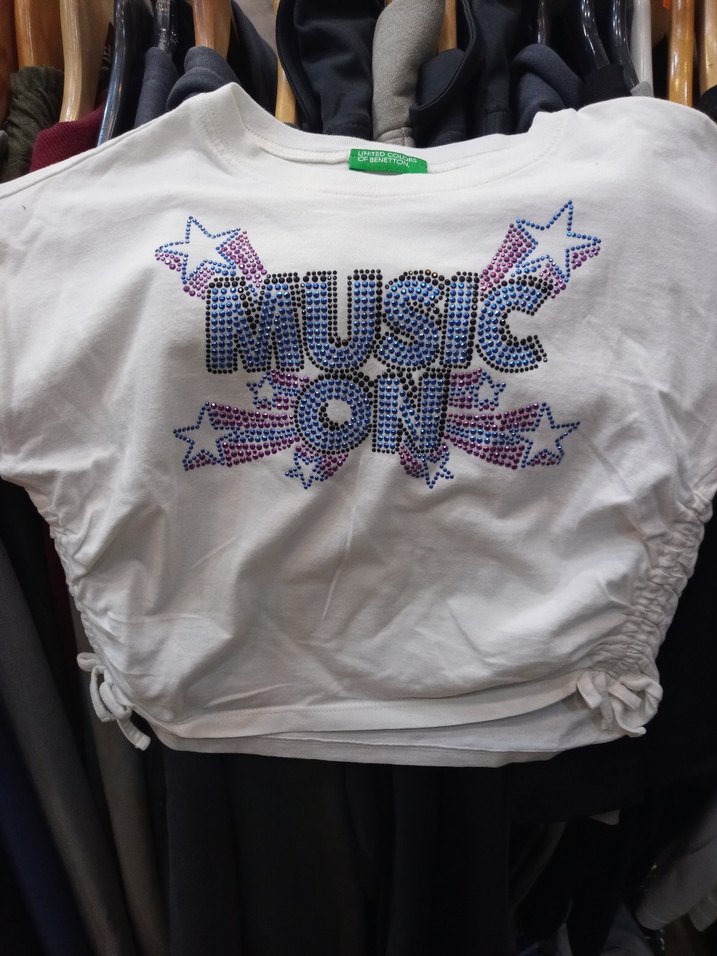 UNITED COLORS
OF BENETTON.
MUSIC
ON